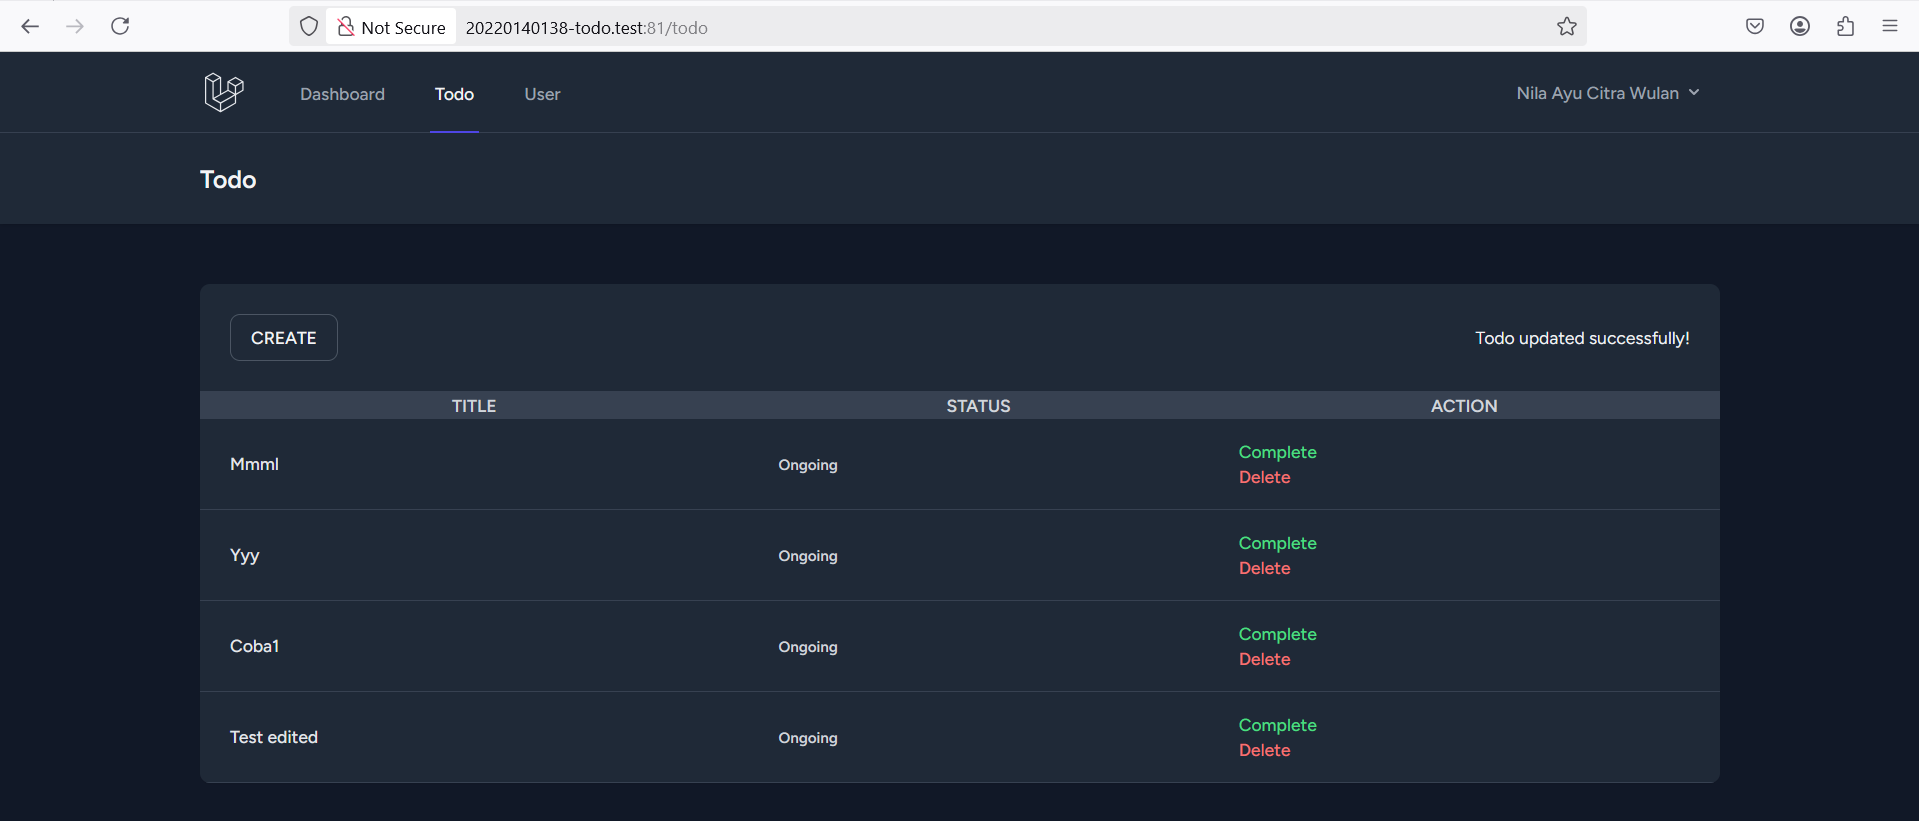 Not Secure 20220140138-todo.test:81/todo
Dashboard Todo User Nila Ayu Citra Wulan
Todo
CREATE Todo updated successfully!
TITLE STATUS ACTION
Mmml Ongoing Complete
Delete
Yyy Ongoing Complete
Delete
Coba1 Ongoing Complete
Delete
Test edited Ongoing Complete
Delete